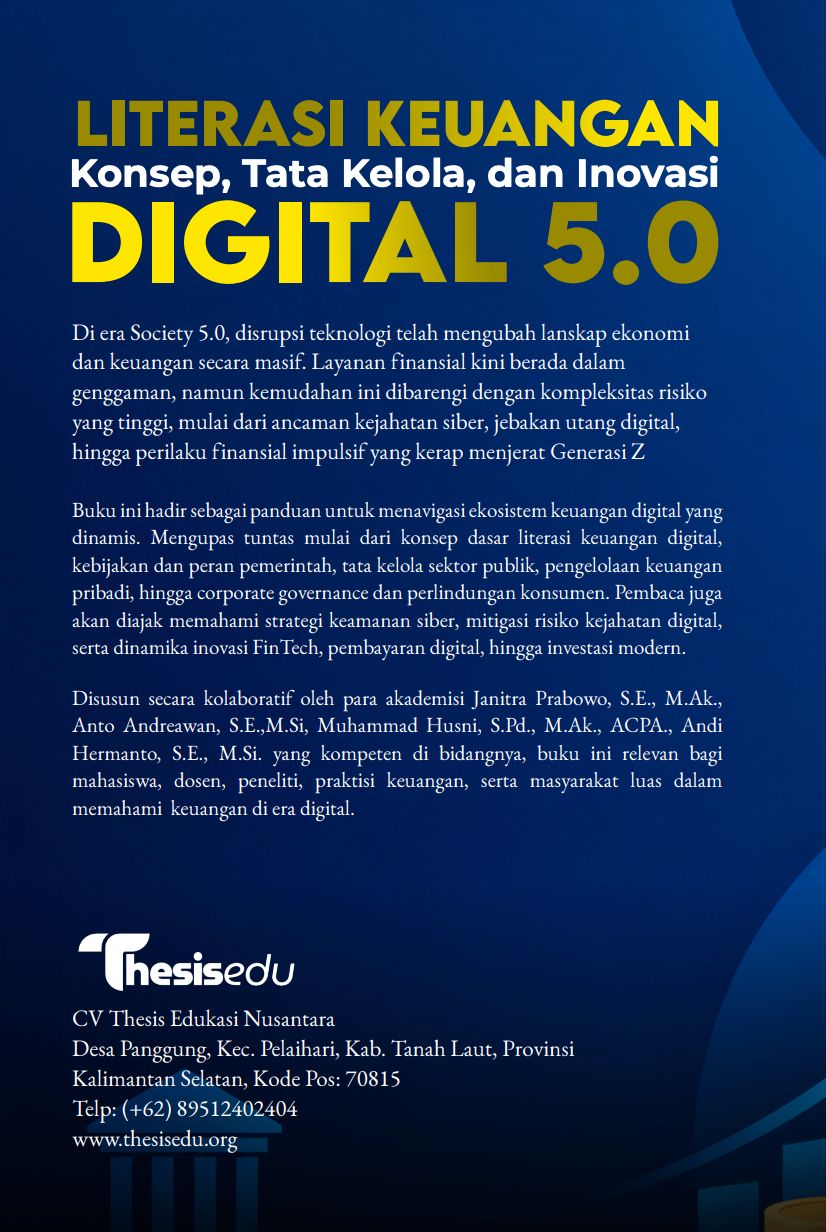 LITERASI KEUANGAN
Konsep, Tata Kelola, dan Inovasi
DIGITAL 5.0
Di era Society 5.0, disrupsi teknologi telah mengubah lanskap ekonomi
dan keuangan secara masif. Layanan finansial kini berada dalam
genggaman, namun kemudahan ini dibarengi dengan kompleksitas risiko
yang tinggi, mulai dari ancaman kejahatan siber, jebakan utang digital,
hingga perilaku finansial impulsif yang kerap menjerat Generasi Z
Buku ini hadir sebagai panduan untuk menavigasi ekosistem keuangan digital yang
dinamis. Mengupas tuntas mulai dari konsep dasar literasi keuangan digital,
kebijakan dan peran pemerintah, tata kelola sektor publik, pengelolaan keuangan
pribadi, hingga corporate governance dan perlindungan konsumen. Pembaca juga
akan diajak memahami strategi keamanan siber, mitigasi risiko kejahatan digital,
serta dinamika inovasi FinTech, pembayaran digital, hingga investasi modern.
Disusun secara kolaboratif oleh para akademisi Janitra Prabowo, S.E., M.Ak.,
Anto Andreawan, S.E.,M.Si, Muhammad Husni, S.Pd., M.Ak., ACPA., Andi
Hermanto, S.E., M.Si. yang kompeten di bidangnya, buku ini relevan bagi
mahasiswa, dosen, peneliti, praktisi keuangan, serta masyarakat luas dalam
memahami  keuangan di era digital.
Thesisedu
CV Thesis Edukasi Nusantara
Desa Panggung, Kec. Pelaihari, Kab. Tanah Laut, Provinsi
Kalimantan Selatan, Kode Pos: 70815
Telp: (+62) 89512402404
www.thesisedu.org